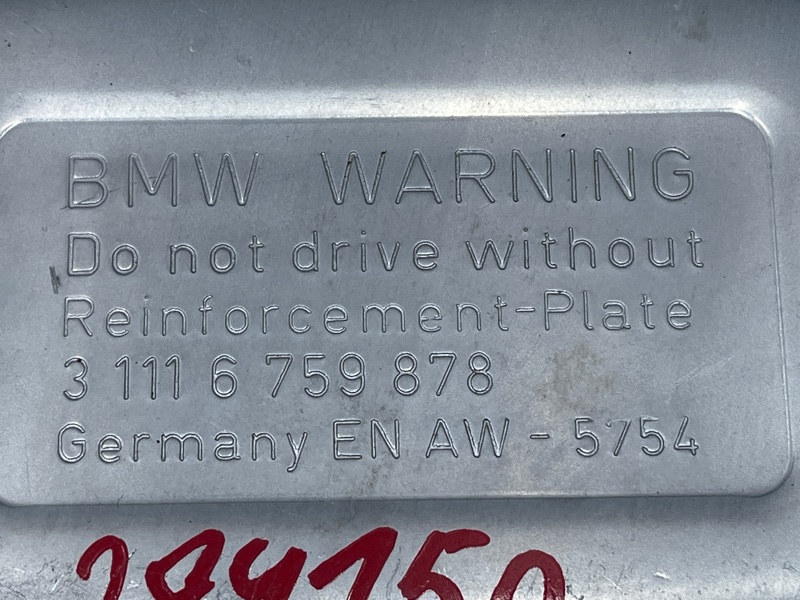 BMW WARNING
Do not drive without
Reinforcement-Plate
3 111 6 759 878
Germany EN AW - 5754